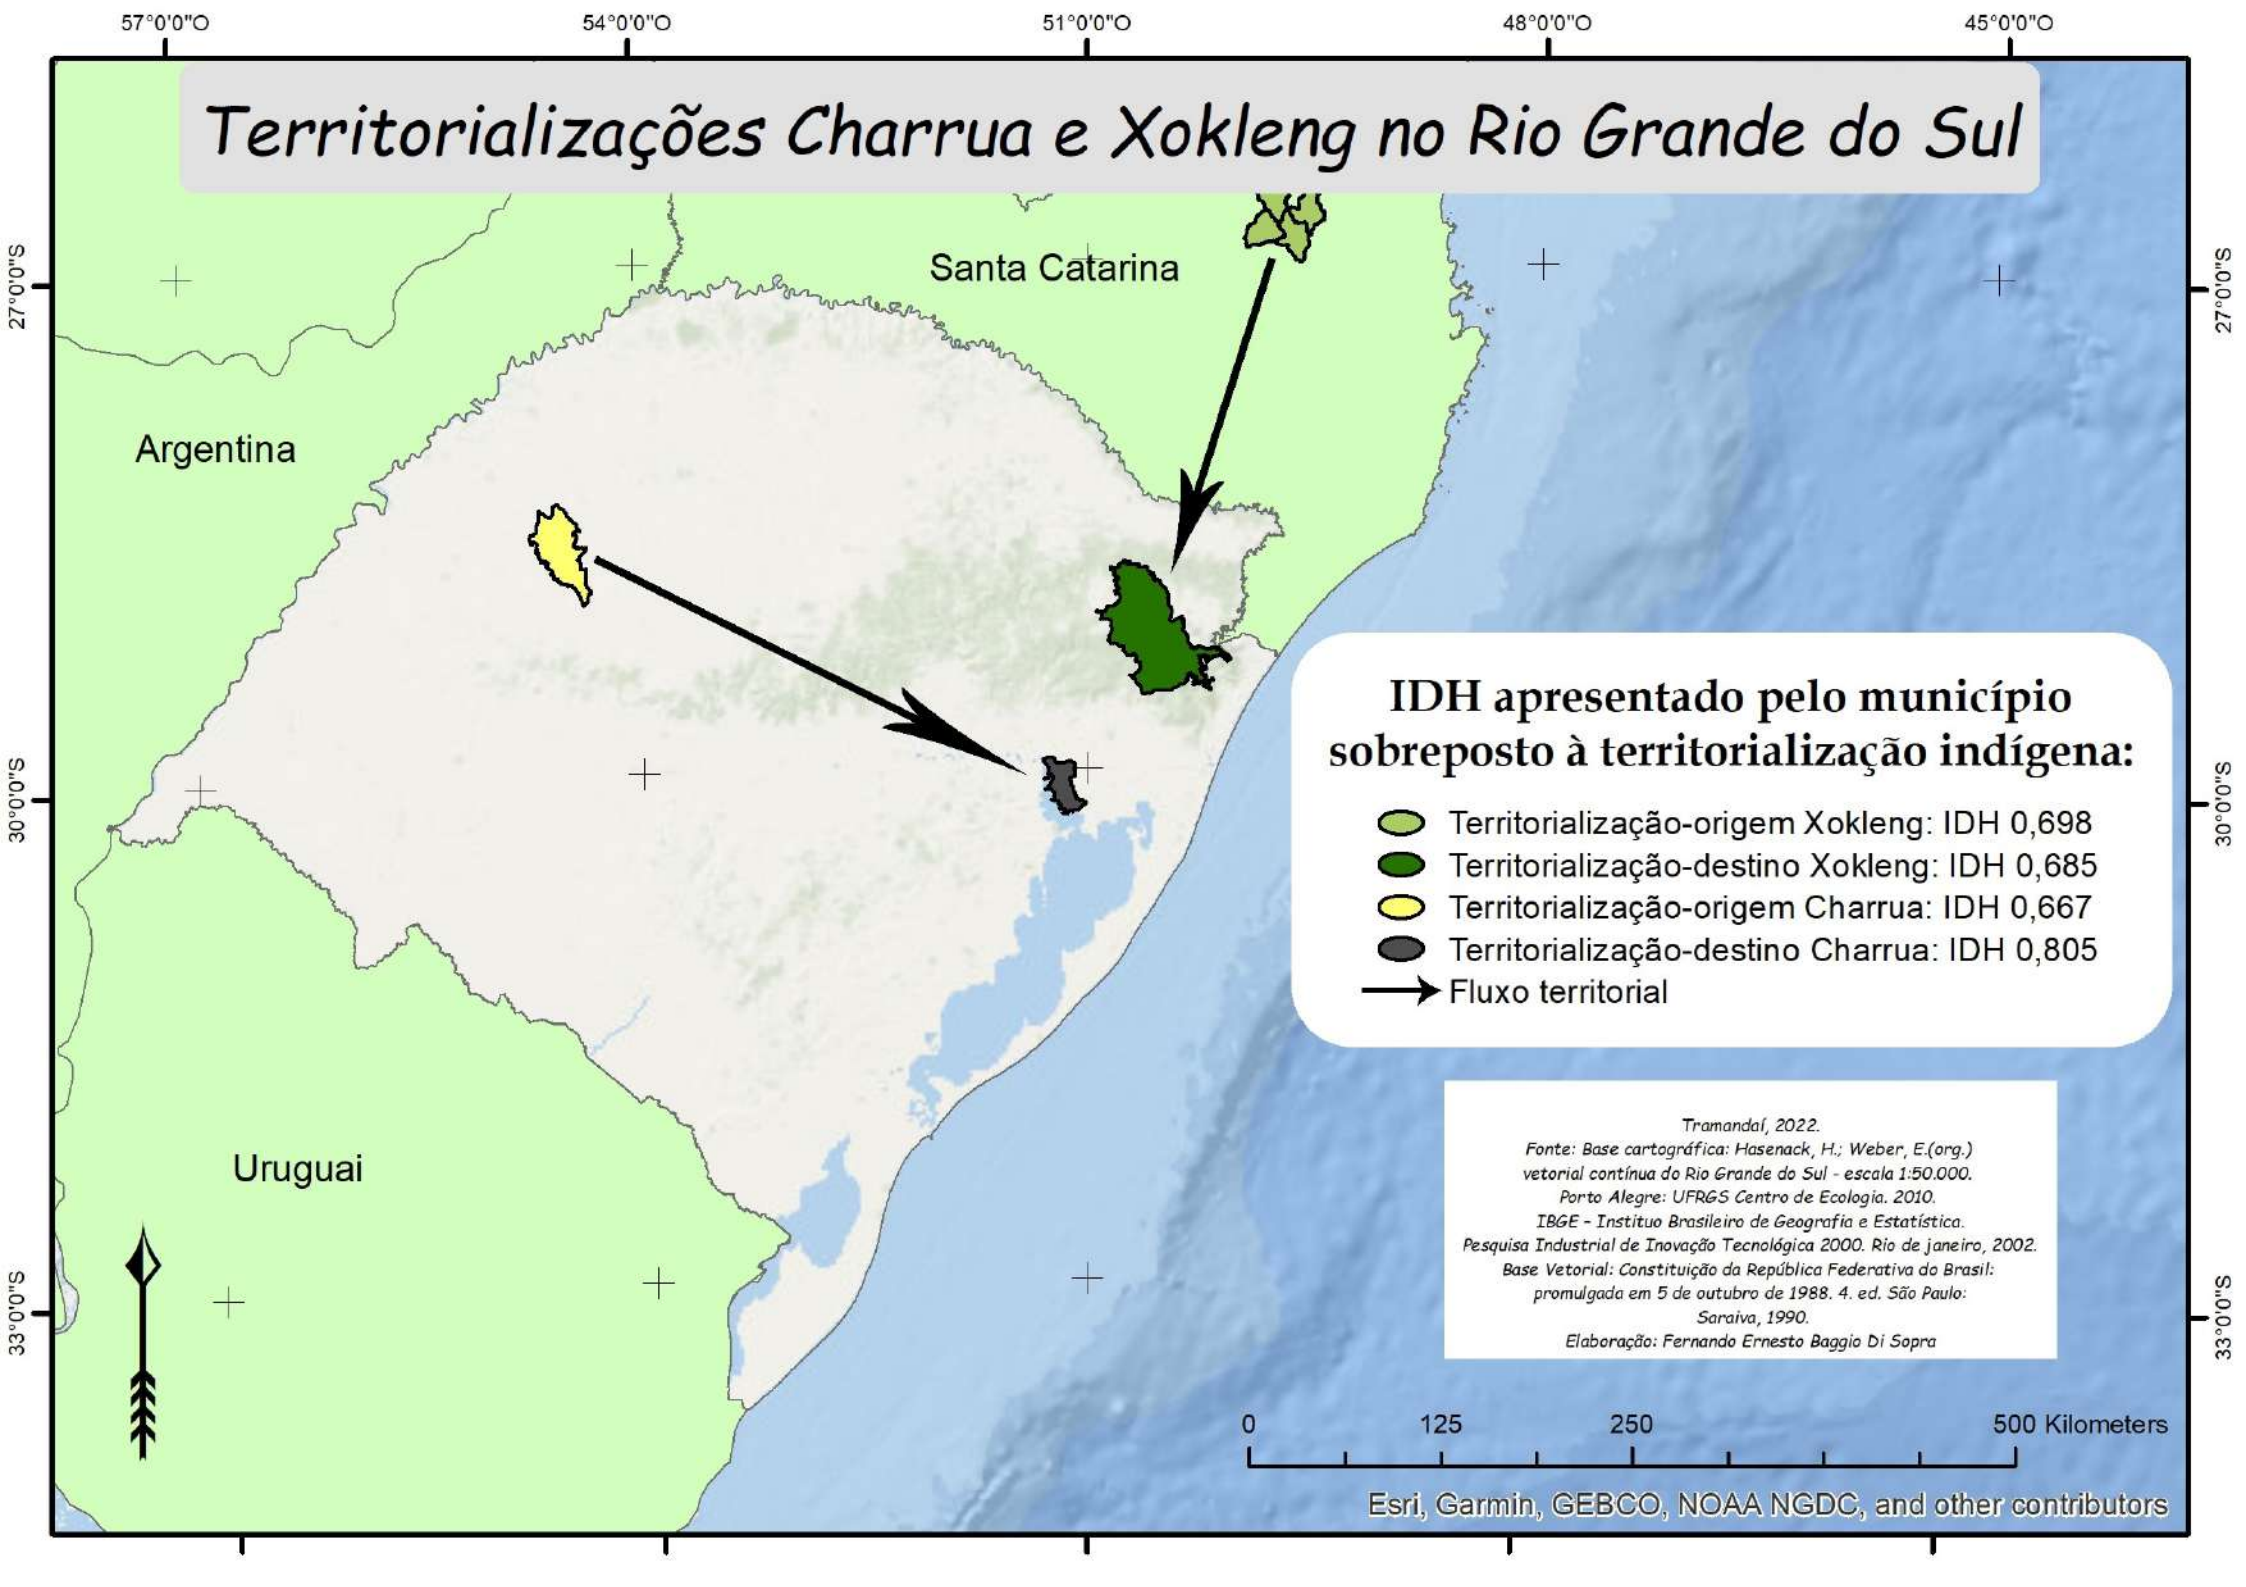 57°0'0"O
54°0'0"O
51°0'0"O
48°0'0"O
45°0'0"O
Territorializações Charrua e Xokleng no Rio Grande do Sul
27°0'0"S
27°0'0"S
Santa Catarina
Argentina
IDH apresentado pelo município
sobreposto à territorialização indígena:
30°0'0"S
30°0'0"S
Territorialização-origem Xokleng: IDH 0,698
Territorialização-destino Xokleng: IDH 0,685
Territorialização-origem Charrua: IDH 0,667
Territorialização-destino Charrua: IDH 0,805
Fluxo territorial
Uruguai
Tramandaí, 2022.
Fonte: Base cartográfica: Hasenack, H.; Weber, E.(org.)
vetorial contínua do Rio Grande do Sul - escala 1:50.000.
Porto Alegre: UFRGS Centro de Ecologia. 2010.
IBGE - Instituo Brasileiro de Geografia e Estatística.
Pesquisa Industrial de Inovação Tecnológica 2000. Rio de janeiro, 2002.
Base Vetorial: Constituição da República Federativa do Brasil:
promulgada em 5 de outubro de 1988. 4. ed. São Paulo:
Saraiva, 1990.
Elaboração: Fernando Ernesto Baggio Di Sopra
33°0'0"S
33°0'0"S
0 125 250 500 Kilometers
Esri, Garmin, GEBCO, NOAA NGDC, and other contributors